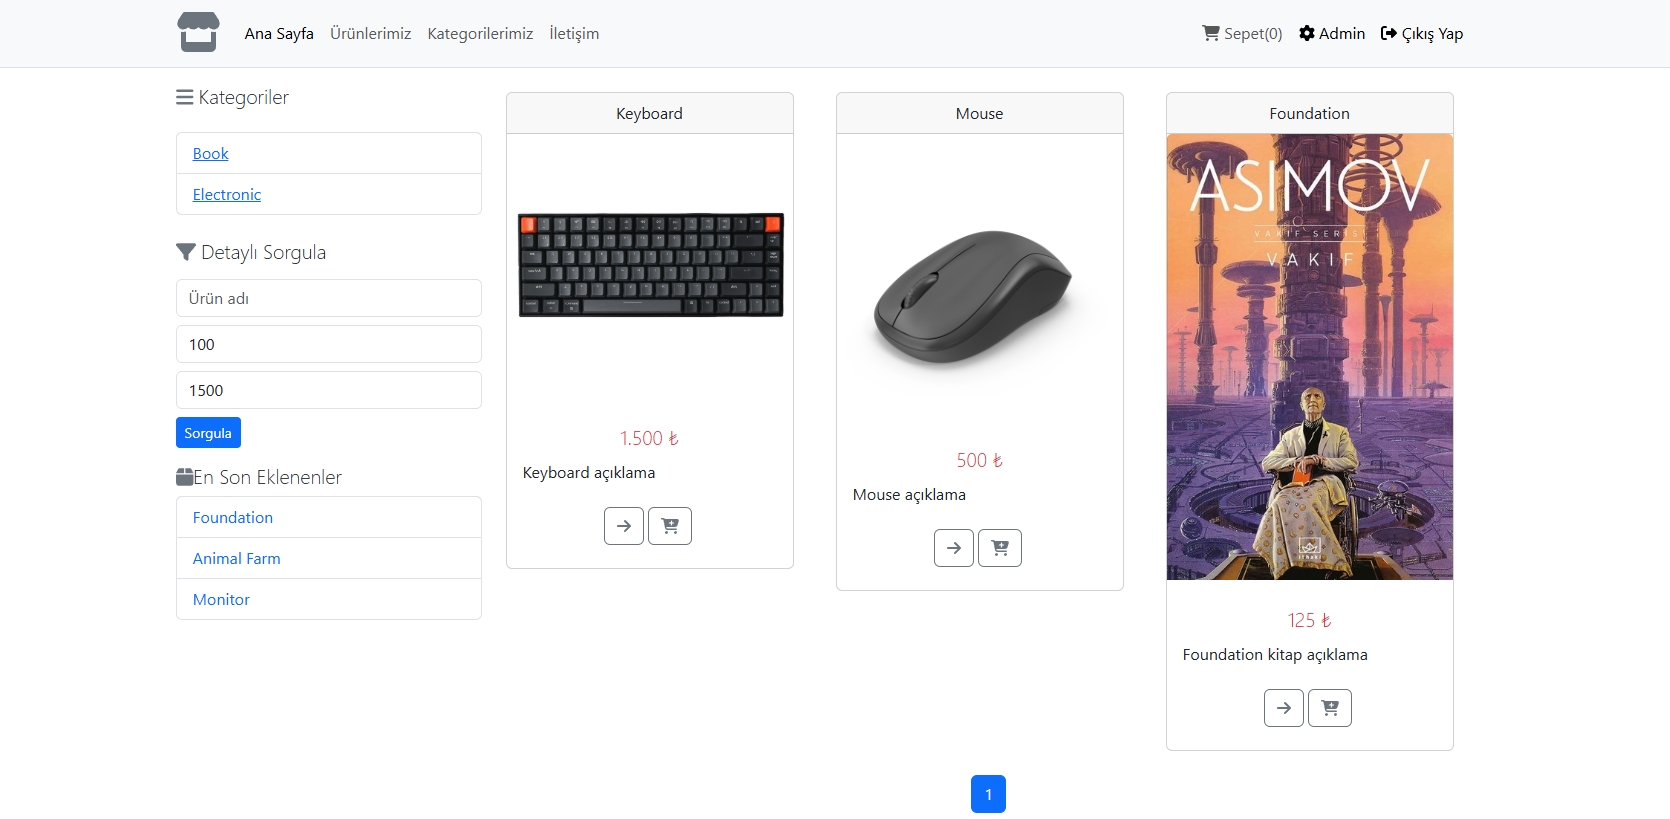 Ana Sayfa Ürünlerimiz Kategorilerimiz İletişim Sepet(0) Admin Çıkış Yap
Kategoriler
Book
Electronic
Detaylı Sorgula
Ürün adı
100
1500
Sorgula
En Son Eklenenler
Foundation
Animal Farm
Monitor
Keyboard
1.500 ₺
Keyboard açıklama
Mouse
500 ₺
Mouse açıklama
Foundation
ASIMOV
VAKIF SERİSİ
VAKIF
125 ₺
Foundation kitap açıklama
1